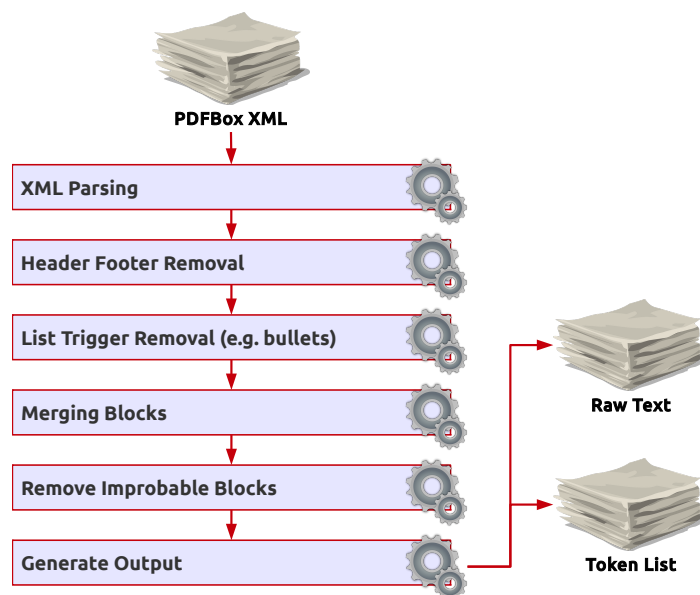 PDFBox XML
XML Parsing
Header Footer Removal
List Trigger Removal (e.g. bullets)
Merging Blocks
Remove Improbable Blocks
Generate Output
Raw Text
Token List